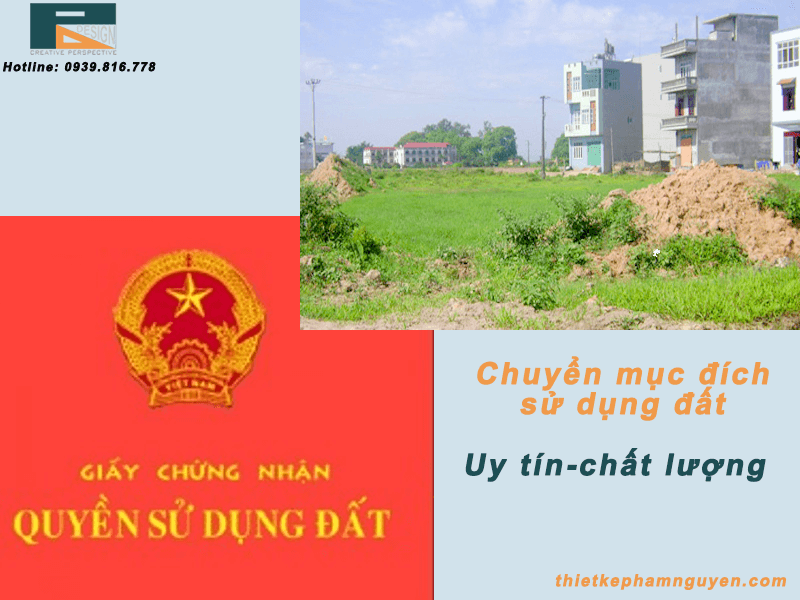 DESIGN
CREATIVE PERSPECTIVE
Hotline: 0939.816.778
VIỆT NAM
GIẤY CHỨNG NHẬN
QUYỀN SỬ DỤNG ĐẤT
Chuyển mục đích
sử dụng đất
Uy tín-chất lượng
thietkephamnguyen.com